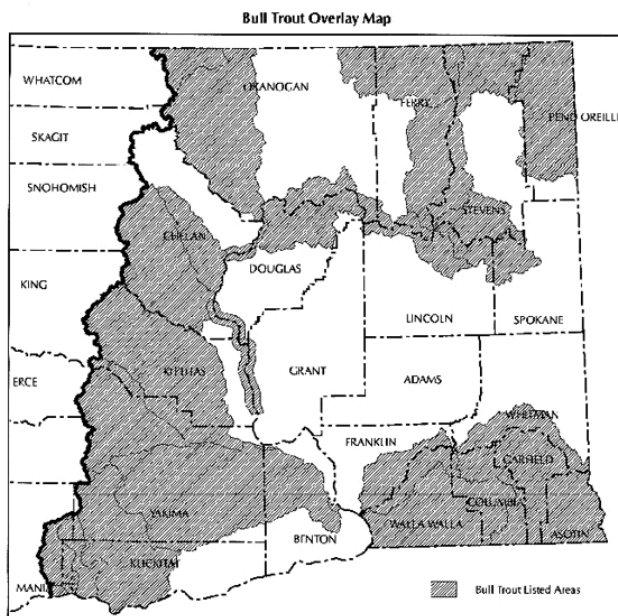 Bull Trout Overlay Map
WHATCOM
OKANOGAN
FERRY
PEND OREILLE
SKAGIT
SNOHOMISH
STEVENS
CHELAN
DOUGLAS
KING
LINCOLN
SPOKANE
KITTITAS
GRANT
ADAMS
ERCE
WHITMAN
FRANKLIN
GARFIELD
COLUMBIA
YAKIMA
WALLA WALLA
ASOTIN
BENTON
KLICKITAT
MANIA
Bull Trout Listed Areas